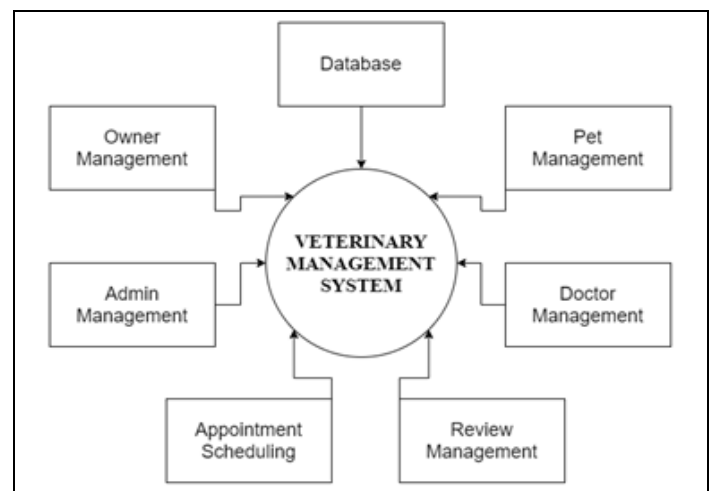 Database
Owner
Management
Pet
Management
VETERINARY
MANAGEMENT
SYSTEM
Admin
Management
Doctor
Management
Appointment
Scheduling
Review
Management